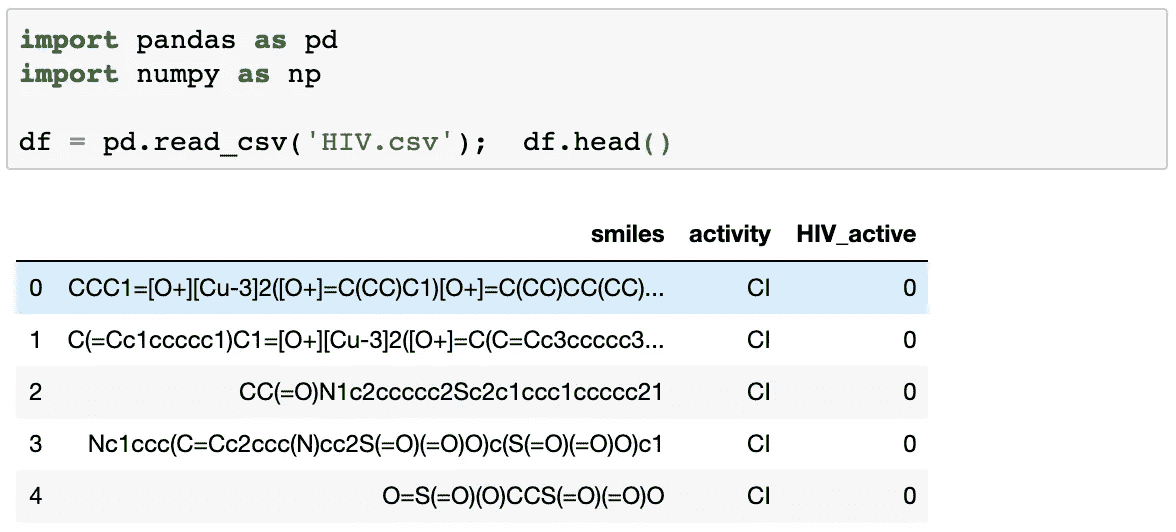 import pandas as pd
import numpy as np
df = pd.read_csv('HIV.csv');  df.head()
smiles activity HIV_active
0 CCC1=[O+][Cu-3]2([O+]=C(CC)C1)[O+]=C(CC)CC(CC)... CI 0
1 C(=Cc1ccccc1)C1=[O+][Cu-3]2([O+]=C(C=Cc3ccccc3... CI 0
2 CC(=O)N1c2ccccc2Sc2c1ccc1ccccc21 CI 0
3 Nc1ccc(C=Cc2ccc(N)cc2S(=O)(=O)O)c(S(=O)(=O)O)c1 CI 0
4 O=S(=O)(O)CCS(=O)(=O)O CI 0